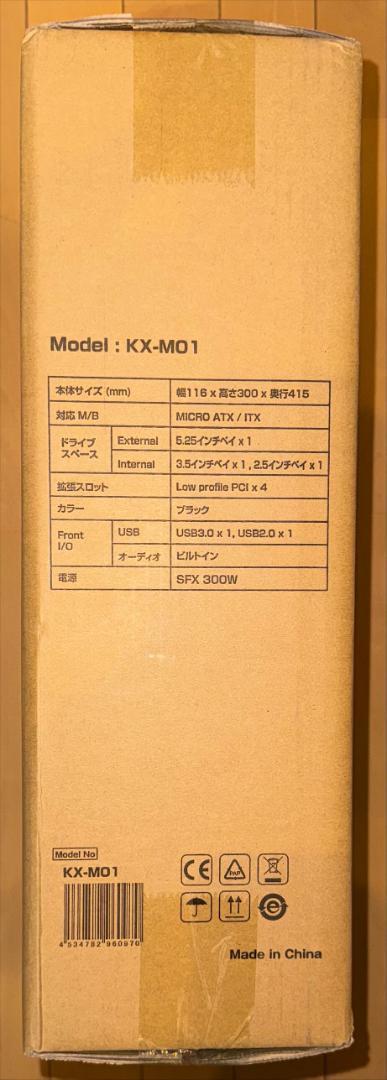 Model : KX-M01
本体サイズ (mm) 幅116 x 高さ300 x 奥行415
対応 M/B MICRO ATX / ITX
ドライブスペース External 5.25インチベイ x 1
Internal 3.5インチベイ x 1 , 2.5インチベイ x 1
拡張スロット Low profile PCI x 4
カラー ブラック
Front I/O USB USB3.0 x 1, USB2.0 x 1
オーディオ ビルトイン
電源 SFX 300W
Model No
KX-M01
CE PAP
4 534782 960970
Made in China